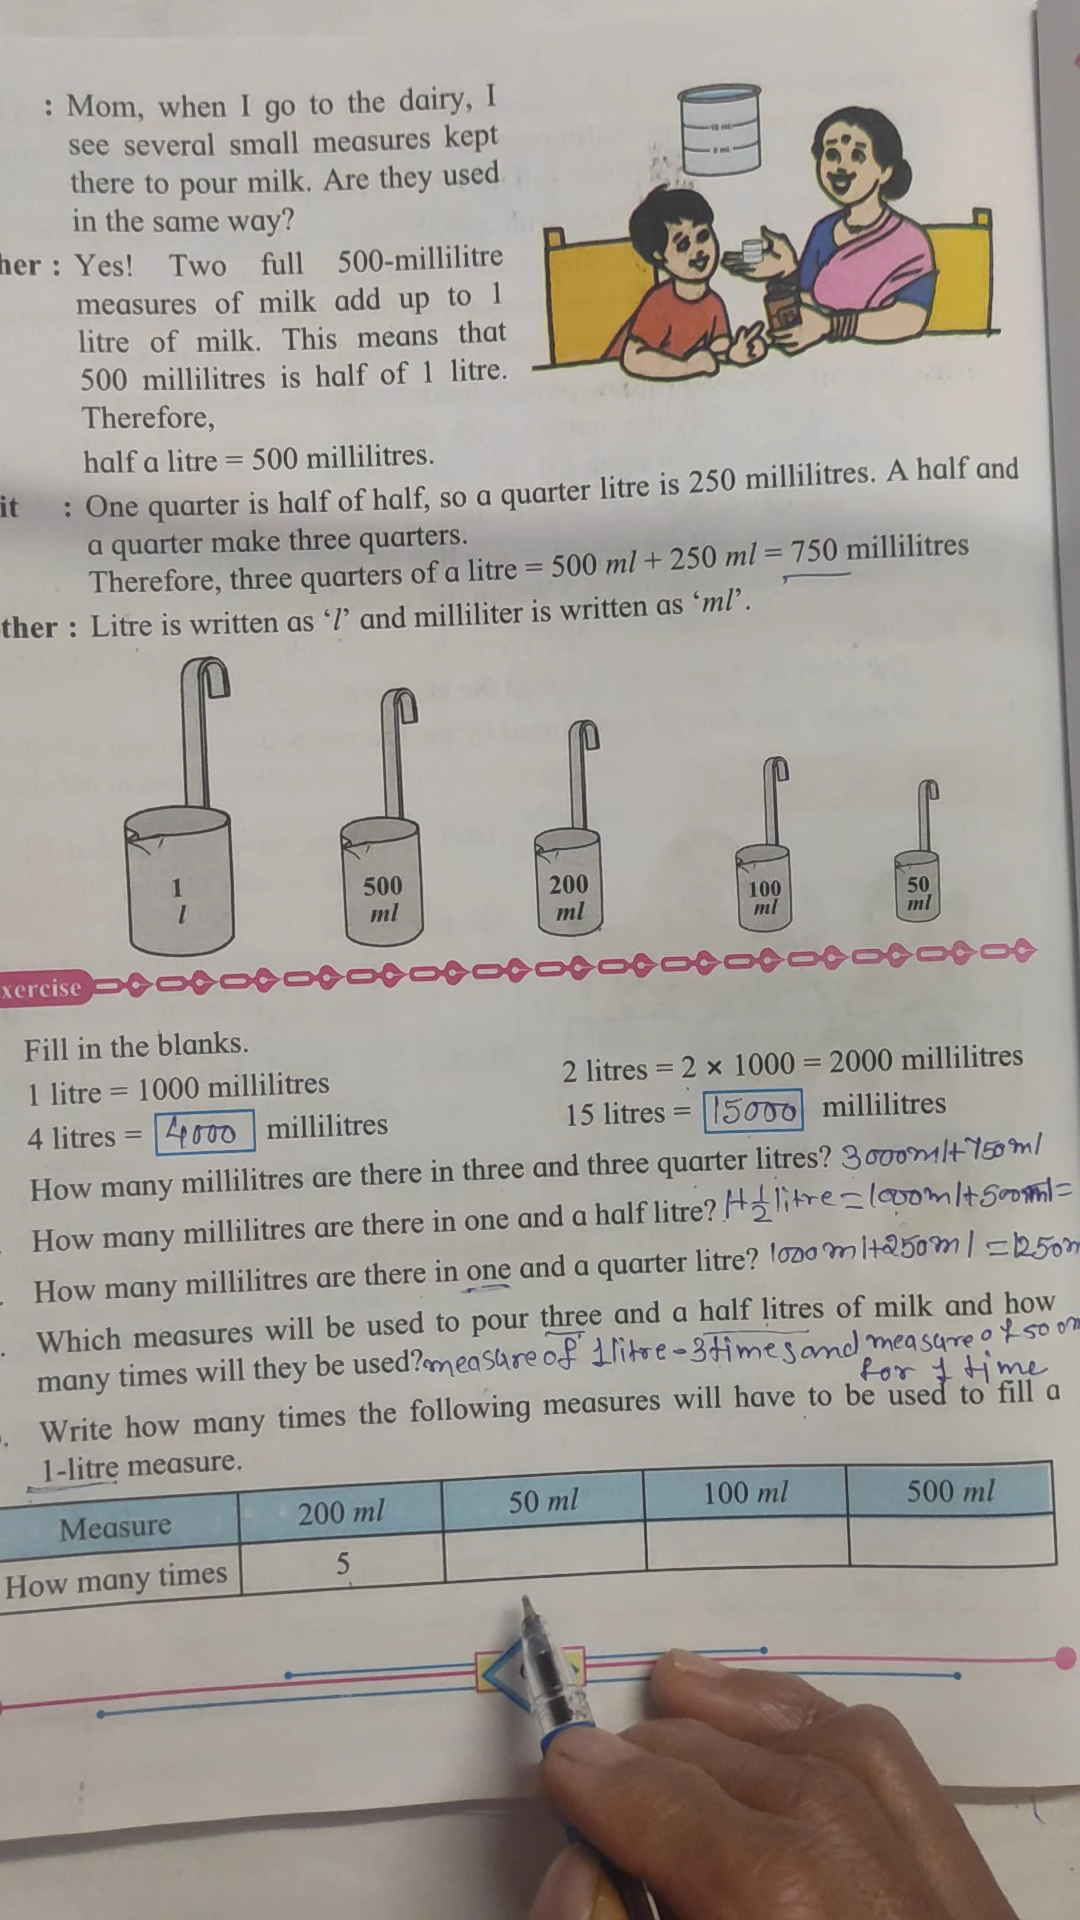 : Mom, when I go to the dairy, I
see several small measures kept
there to pour milk. Are they used
in the same way?
her : Yes! Two full 500-millilitre
measures of milk add up to 1
litre of milk. This means that
500 millilitres is half of 1 litre.
Therefore,
half a litre = 500 millilitres.
it : One quarter is half of half, so a quarter litre is 250 millilitres. A half and
a quarter make three quarters.
Therefore, three quarters of a litre = 500 ml + 250 ml = 750 millilitres
ther : Litre is written as ‘l’ and milliliter is written as ‘ml’.
1 l
500 ml
200 ml
100 ml
50 ml
xercise
Fill in the blanks.
1 litre = 1000 millilitres
2 litres = 2 × 1000 = 2000 millilitres
4 litres = 4000 millilitres
15 litres = 15000 millilitres
How many millilitres are there in three and three quarter litres? 3000ml+750ml
How many millilitres are there in one and a half litre? 1+1/2 litre=1000ml+500ml=
How many millilitres are there in one and a quarter litre? 1000ml+250ml=1250m
Which measures will be used to pour three and a half litres of milk and how
many times will they be used? measure of 1litre-3times and measure of 500m
for 1 time
Write how many times the following measures will have to be used to fill a
1-litre measure.
Measure 200 ml 50 ml 100 ml 500 ml
How many times 5